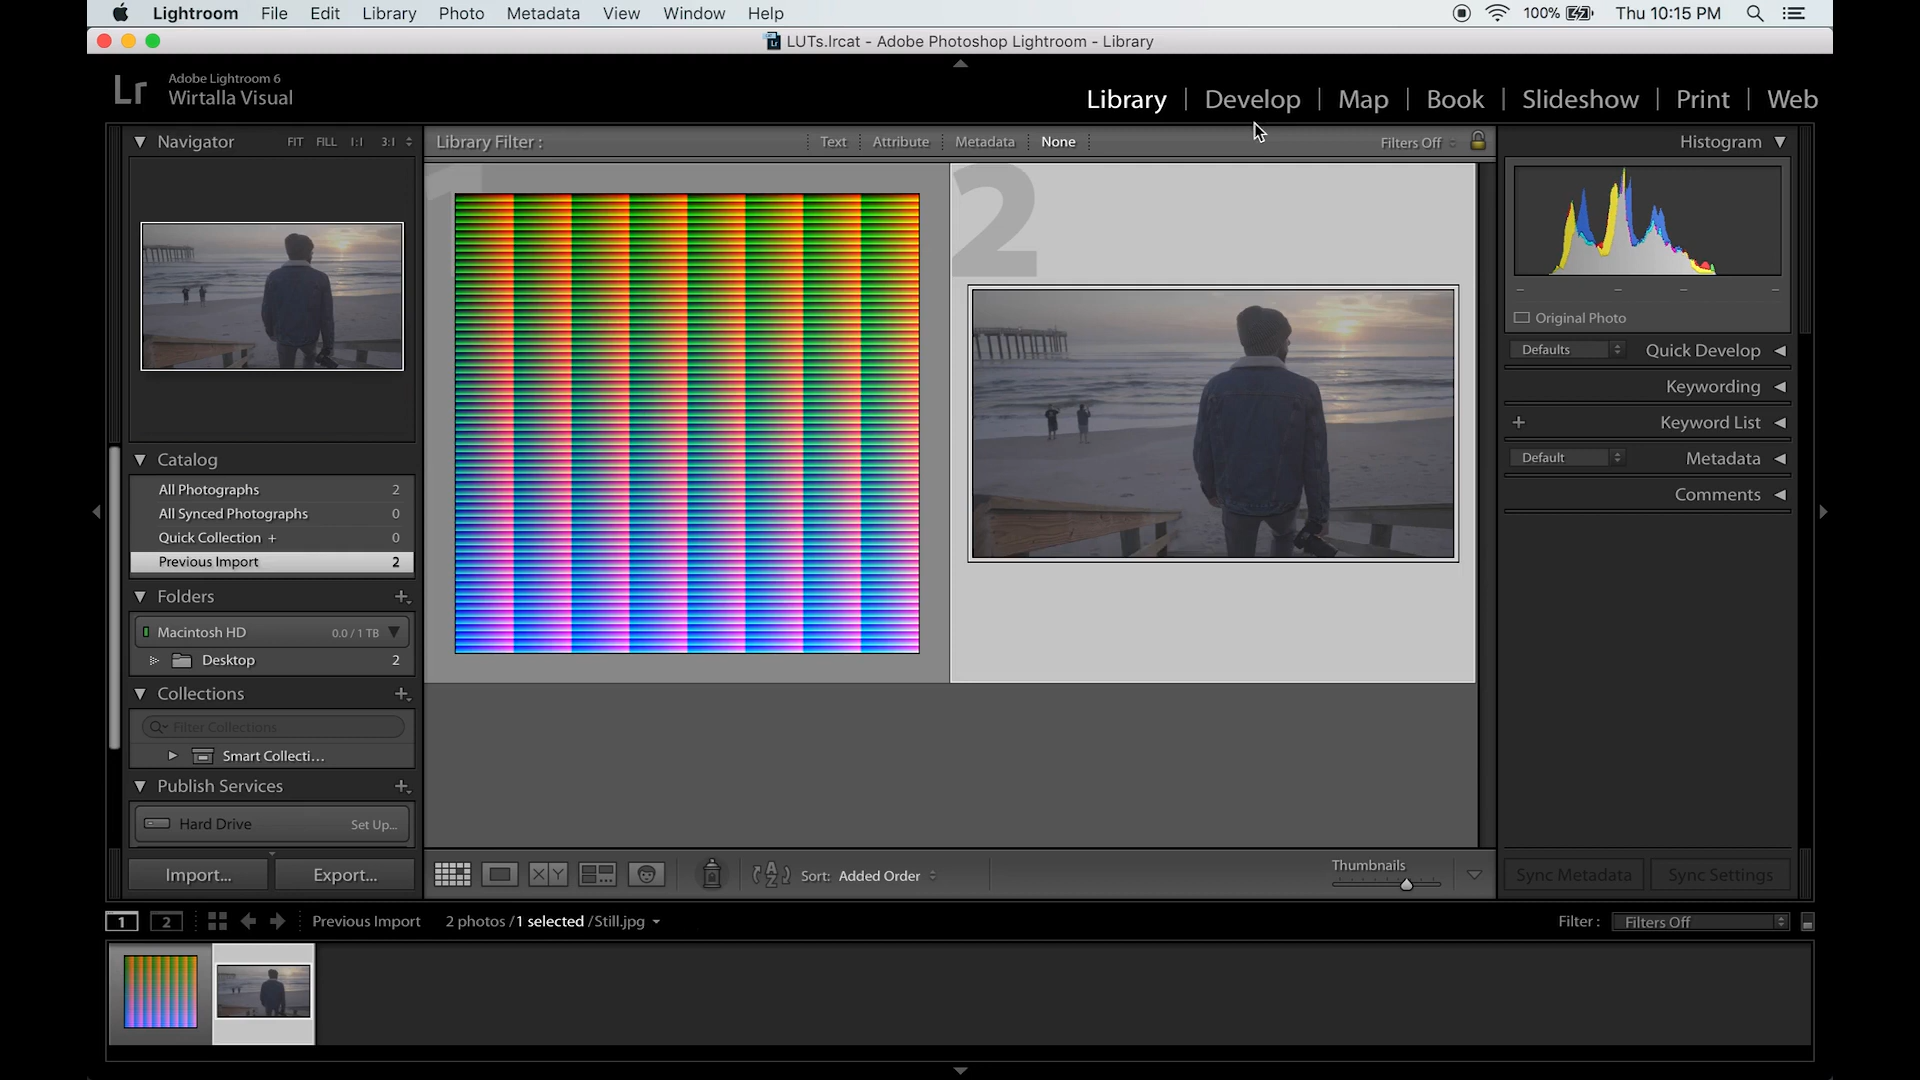 Lightroom File Edit Library Photo Metadata View Window Help 100% Thu 10:15 PM
LUTs.lrcat - Adobe Photoshop Lightroom - Library
Lr Adobe Lightroom 6
Wirtalla Visual
Library | Develop | Map | Book | Slideshow | Print | Web
Navigator FIT FILL 1:1 3:1
Library Filter : Text Attribute Metadata None Filters Off
Histogram
1
2
Original Photo
Defaults Quick Develop
Keywording
Keyword List
Default Metadata
Comments
Catalog
All Photographs 2
All Synced Photographs 0
Quick Collection + 0
Previous Import 2
Folders
Macintosh HD 0.0 / 1 TB
Desktop 2
Collections
Filter Collections
Smart Collecti...
Publish Services
Hard Drive Set Up...
Import... Export...
X Y
Sort: Added Order
Thumbnails
Sync Metadata Sync Settings
1 2 Previous Import 2 photos / 1 selected / Still.jpg
Filter : Filters Off